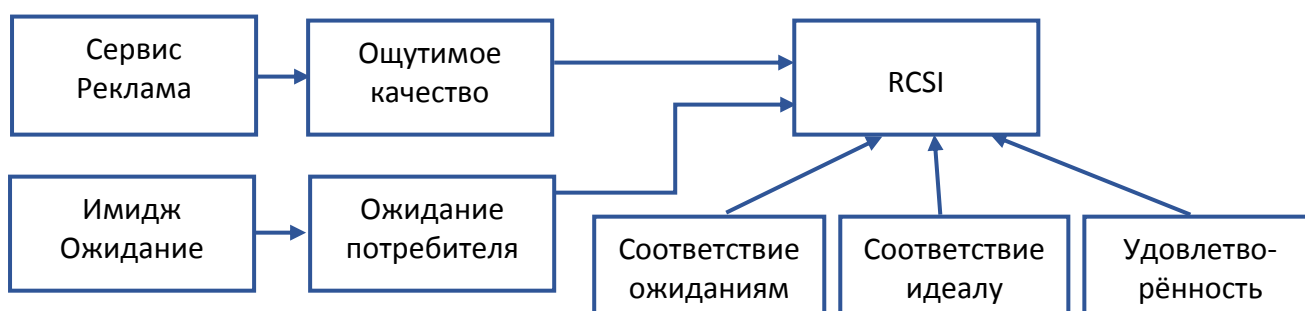 Сервис
Реклама
Ощутимое
качество
RCSI
Имидж
Ожидание
Ожидание
потребителя
Соответствие
ожиданиям
Соответствие
идеалу
Удовлетво-
рённость